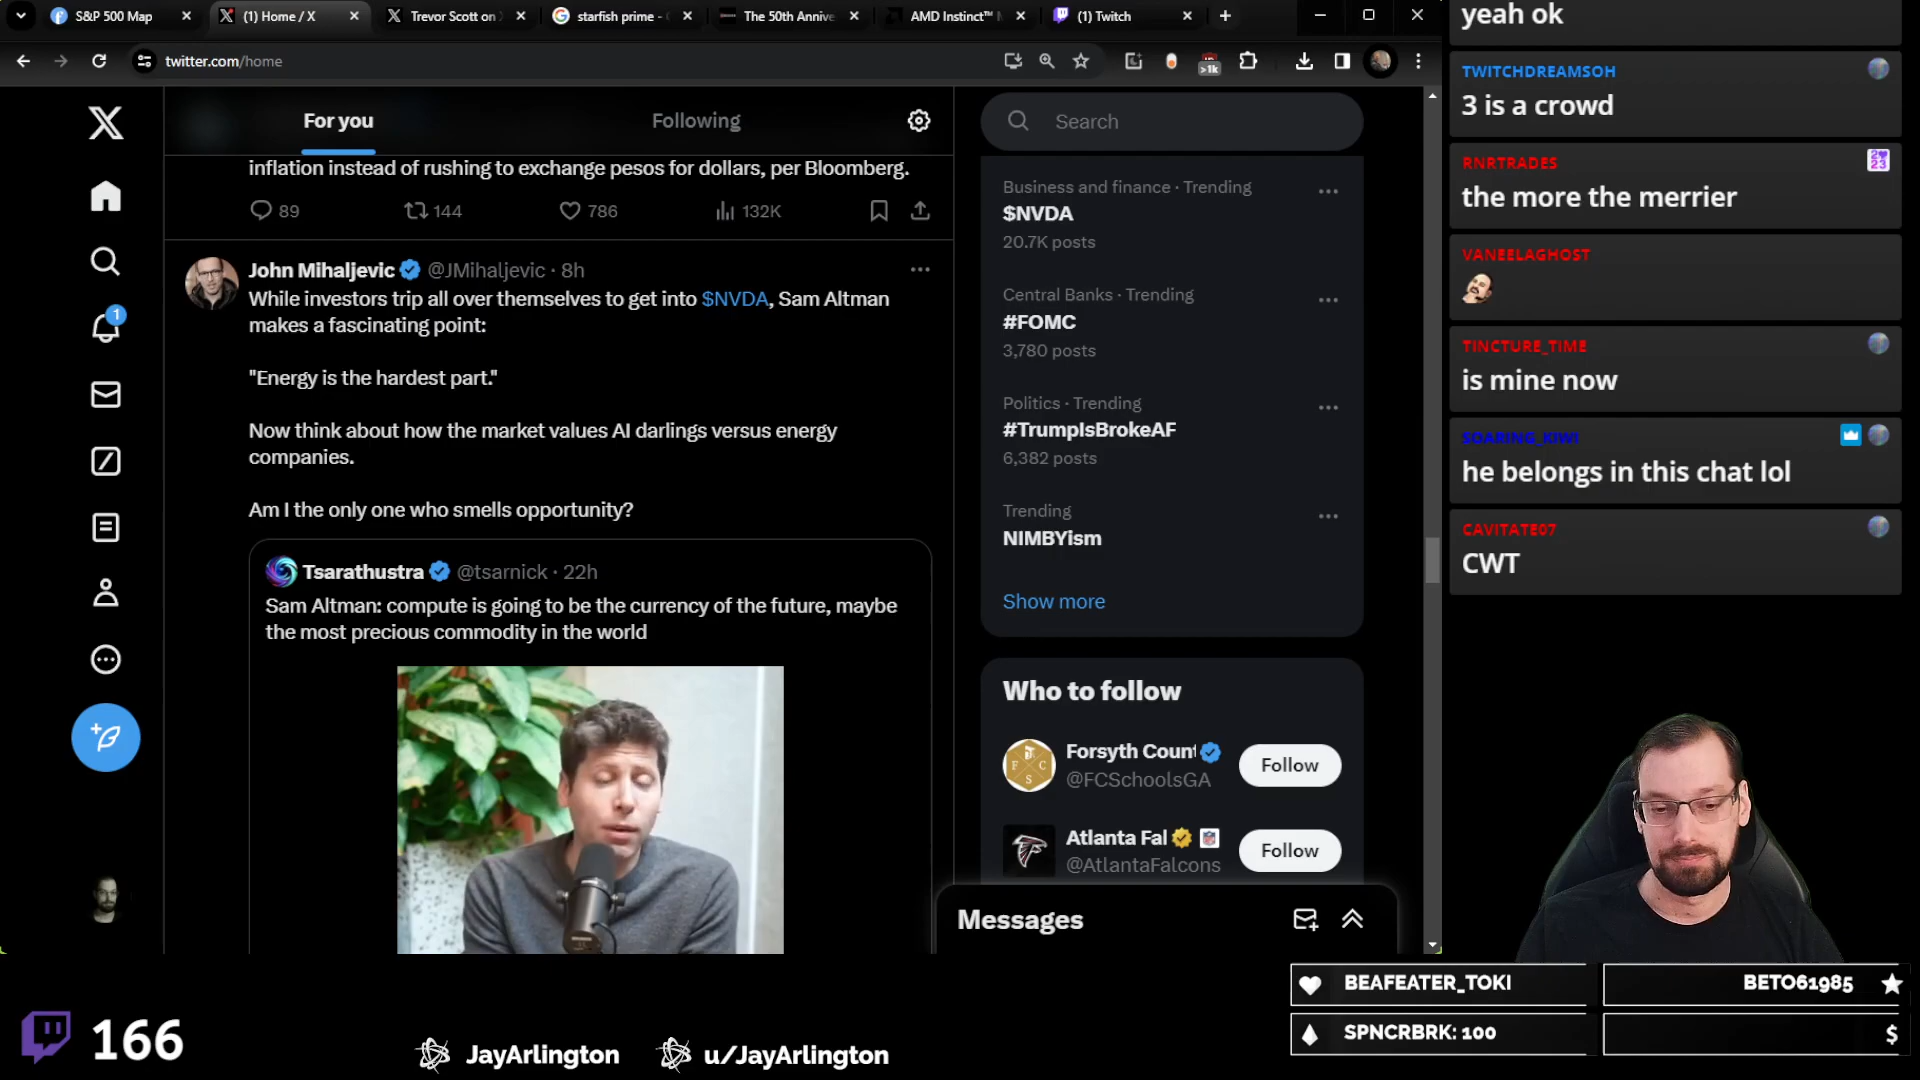 S&P 500 Map
(1) Home / X
Trevor Scott on
starfish prime -
The 50th Annive
AMD Instinct™
(1) Twitch
twitter.com/home
>1k
For you
Following
inflation instead of rushing to exchange pesos for dollars, per Bloomberg.
89
144
786
132K
John Mihaljevic @JMihaljevic · 8h
While investors trip all over themselves to get into $NVDA, Sam Altman
makes a fascinating point:
"Energy is the hardest part."
Now think about how the market values AI darlings versus energy
companies.
Am I the only one who smells opportunity?
Tsarathustra @tsarnick · 22h
Sam Altman: compute is going to be the currency of the future, maybe
the most precious commodity in the world
1
Search
Business and finance · Trending
$NVDA
20.7K posts
Central Banks · Trending
#FOMC
3,780 posts
Politics · Trending
#TrumpIsBrokeAF
6,382 posts
Trending
NIMBYism
Show more
Who to follow
Forsyth Coun
@FCSchoolsGA
Follow
Atlanta Fal
@AtlantaFalcons
Follow
Messages
yeah ok
TWITCHDREAMSOH
3 is a crowd
RNRTRADES
the more the merrier
VANEELAGHOST
TINCTURE_TIME
is mine now
SOARING_KIWI
he belongs in this chat lol
CAVITATE07
CWT
166
JayArlington
u/JayArlington
BEAFEATER_TOKI
BETO61985
SPNCRBRK: 100
$